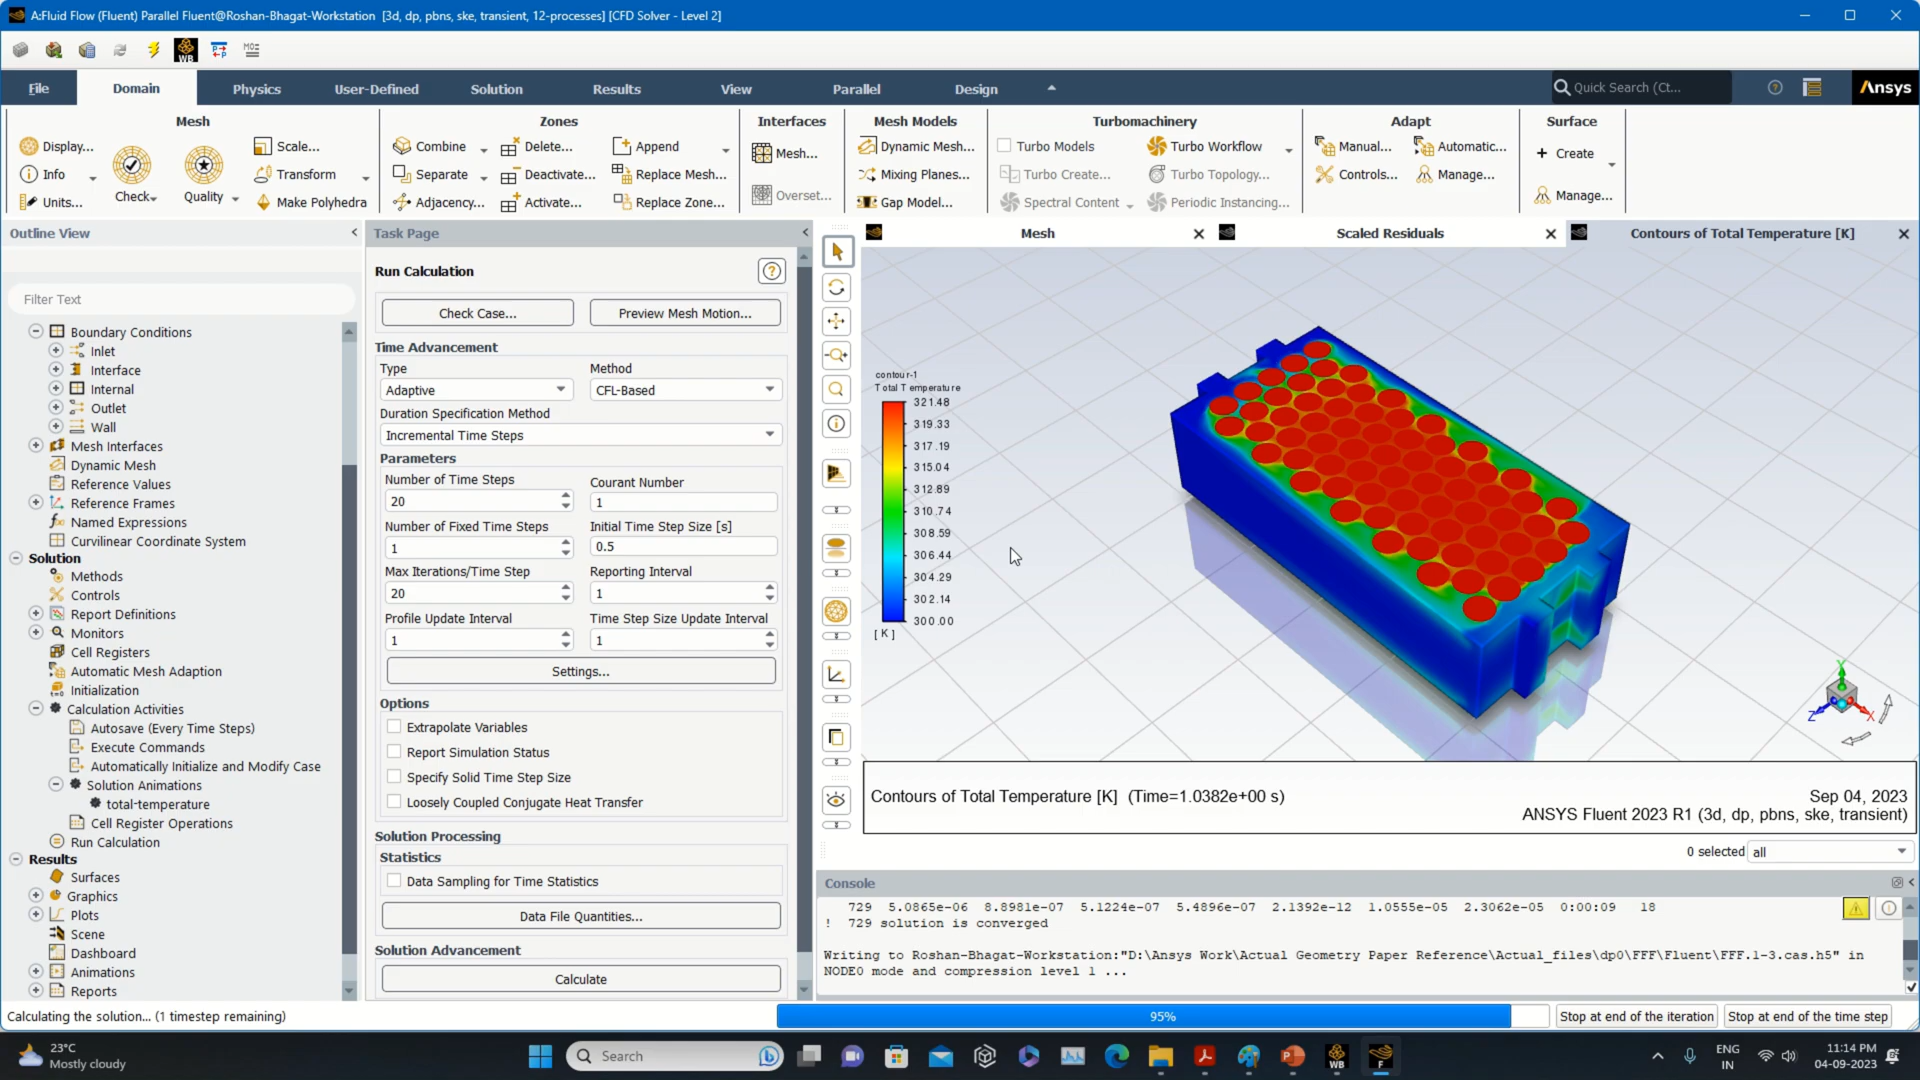 A:Fluid Flow (Fluent) Parallel Fluent@Roshan-Bhagat-Workstation [3d, dp, pbns, ske, transient, 12-processes] [CFD Solver - Level 2]
WB
File Domain Physics User-Defined Solution Results View Parallel Design Quick Search (Ct... Ansys
Mesh Zones Interfaces Mesh Models Turbomachinery Adapt Surface
Display... Scale... Combine Delete... Append Mesh... Dynamic Mesh... Turbo Models Turbo Workflow Manual... Automatic... Create
Info Transform Separate Deactivate... Replace Mesh... Mixing Planes... Turbo Create... Turbo Topology... Controls... Manage...
Check Quality Overset... Manage...
Units... Make Polyhedra Adjacency... Activate... Replace Zone... Gap Model... Spectral Content Periodic Instancing...
Outline View
Filter Text
Boundary Conditions
Inlet
Interface
Internal
Outlet
Wall
Mesh Interfaces
Dynamic Mesh
Reference Values
Reference Frames
Named Expressions
Curvilinear Coordinate System
Solution
Methods
Controls
Report Definitions
Monitors
Cell Registers
Automatic Mesh Adaption
Initialization
Calculation Activities
Autosave (Every Time Steps)
Execute Commands
Automatically Initialize and Modify Case
Solution Animations
total-temperature
Cell Register Operations
Run Calculation
Results
Surfaces
Graphics
Plots
Scene
Dashboard
Animations
Reports
Task Page
Run Calculation
Check Case... Preview Mesh Motion...
Time Advancement
Type Method
Adaptive CFL-Based
Duration Specification Method
Incremental Time Steps
Parameters
Number of Time Steps Courant Number
20 1
Number of Fixed Time Steps Initial Time Step Size [s]
1 0.5
Max Iterations/Time Step Reporting Interval
20 1
Profile Update Interval Time Step Size Update Interval
1 1
Settings...
Options
Extrapolate Variables
Report Simulation Status
Specify Solid Time Step Size
Loosely Coupled Conjugate Heat Transfer
Solution Processing
Statistics
Data Sampling for Time Statistics
Data File Quantities...
Solution Advancement
Calculate
Mesh Scaled Residuals Contours of Total Temperature [K]
contour-1
Total Temperature
321.48
319.33
317.19
315.04
312.89
310.74
308.59
306.44
304.29
302.14
300.00
[K]
Y
Z X
Contours of Total Temperature [K] (Time=1.0382e+00 s)
Sep 04, 2023
ANSYS Fluent 2023 R1 (3d, dp, pbns, ske, transient)
0 selected all
Console
729 5.0865e-06 8.8981e-07 5.1224e-07 5.4896e-07 2.1392e-12 1.0555e-05 2.3062e-05 0:00:09 18
! 729 solution is converged
Writing to Roshan-Bhagat-Workstation:"D:\Ansys Work\Actual Geometry Paper Reference\Actual_files\dp0\FFF\Fluent\FFF.1-3.cas.h5" in
NODE0 mode and compression level 1 ...
Calculating the solution... (1 timestep remaining) 95% Stop at end of the iteration Stop at end of the time step
23°C
Mostly cloudy
Search
WB
F
ENG
IN
11:14 PM
04-09-2023